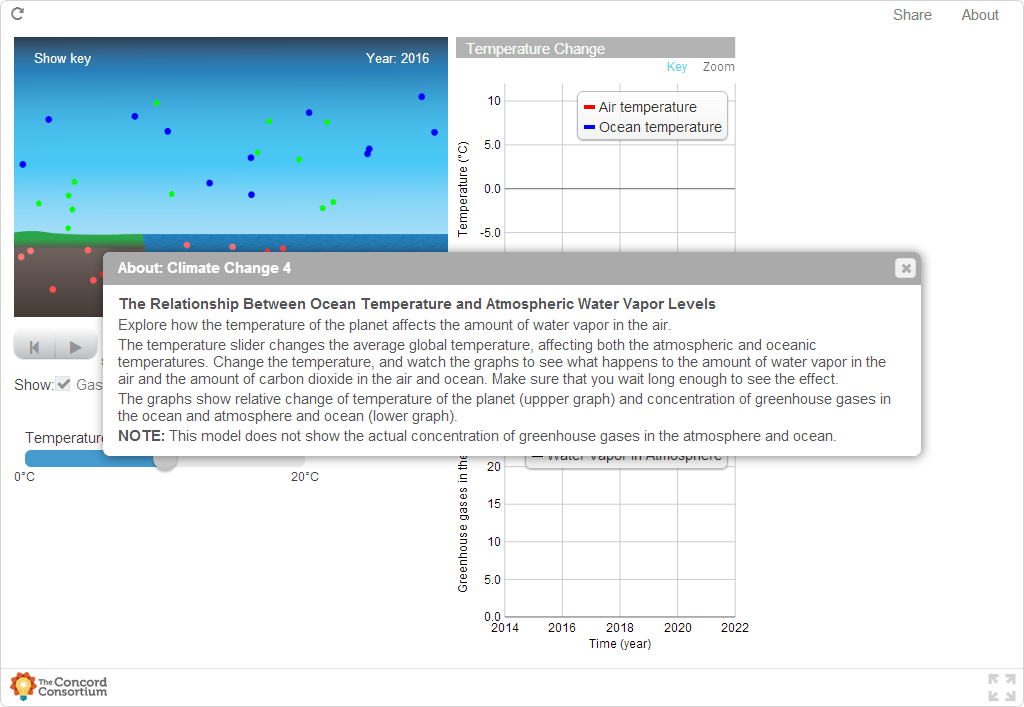 Share
About
Show key
Year: 2016
Temperature Change
Key
Zoom
10
Air temperature
Ocean temperature
5.0
0.0
-5.0
Temperature (°C)
About: Climate Change 4
The Relationship Between Ocean Temperature and Atmospheric Water Vapor Levels
Explore how the temperature of the planet affects the amount of water vapor in the air.
The temperature slider changes the average global temperature, affecting both the atmospheric and oceanic
temperatures. Change the temperature, and watch the graphs to see what happens to the amount of water vapor in the
air and the amount of carbon dioxide in the air and ocean. Make sure that you wait long enough to see the effect.
The graphs show relative change of temperature of the planet (uppper graph) and concentration of greenhouse gases in
the ocean and atmosphere and ocean (lower graph).
NOTE: This model does not show the actual concentration of greenhouse gases in the atmosphere and ocean.
Show:
Gas
Temperature
0°C
20°C
Water Vapor in Atmosphere
20
15
10
5.0
0.0
Greenhouse gases in the
2014
2016
2018
2020
2022
Time (year)
The Concord
Consortium